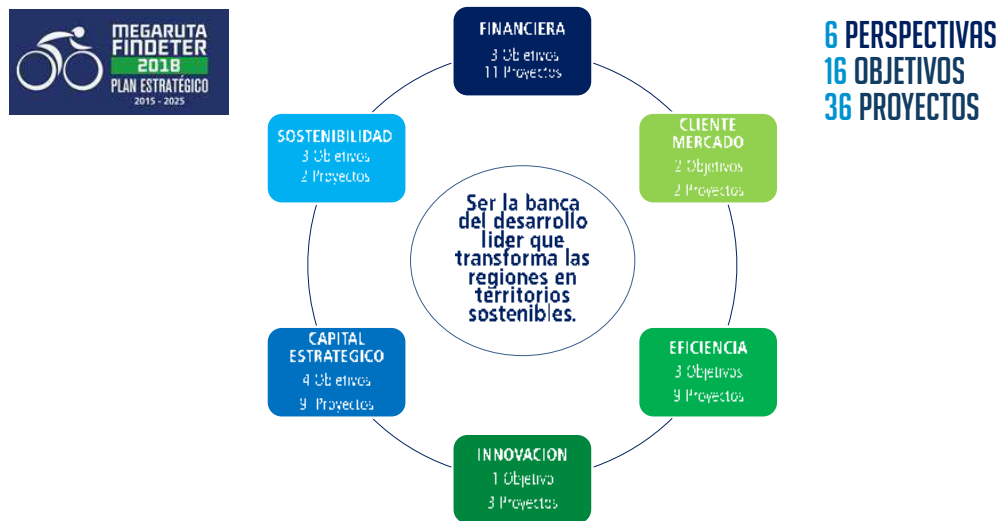 MEGARUTA
FINDETER
2018
PLAN ESTRATÉGICO
2015 - 2025
6 PERSPECTIVAS
16 OBJETIVOS
36 PROYECTOS
FINANCIERA
3 Objetivos
11 Proyectos
CLIENTE
MERCADO
2 Objetivos
2 Proyectos
EFICIENCIA
3 Objetivos
9 Proyectos
INNOVACION
1 Objetivo
3 Proyectos
CAPITAL
ESTRATEGICO
4 Objetivos
9 Proyectos
SOSTENIBILIDAD
3 Objetivos
2 Proyectos
Ser la banca
del desarrollo
lider que
transforma las
regiones en
territorios
sostenibles.